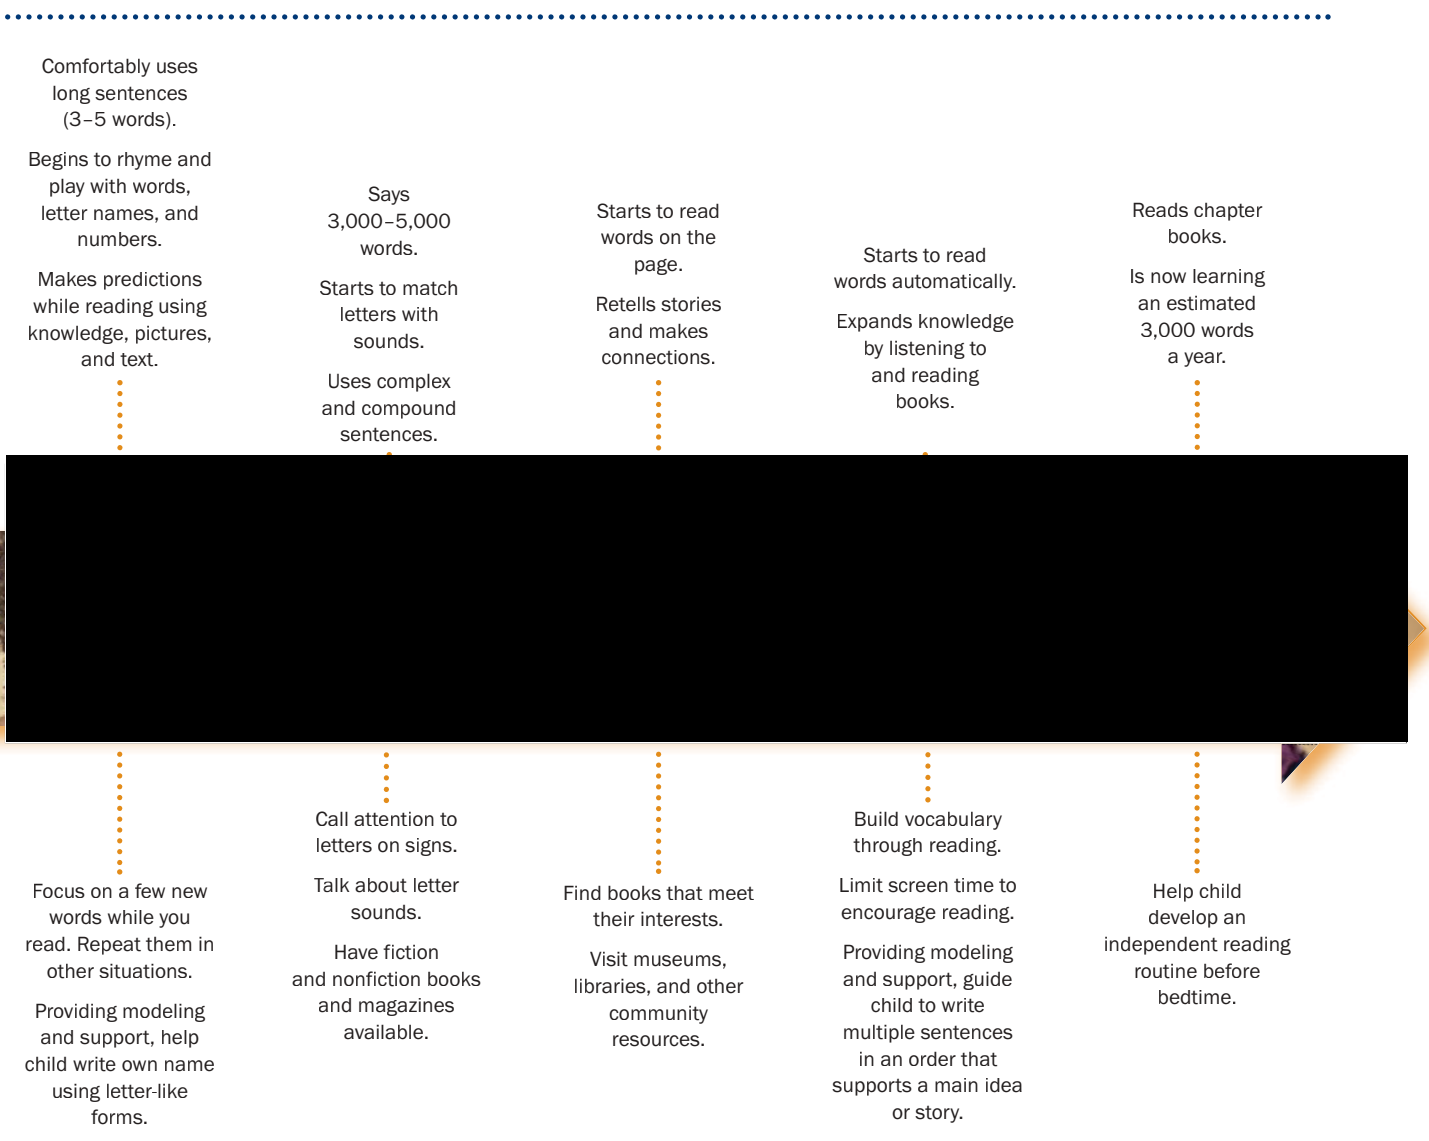 Comfortably uses
long sentences
(3–5 words).
Begins to rhyme and
play with words,
letter names, and
numbers.
Makes predictions
while reading using
knowledge, pictures,
and text.
Says
3,000–5,000
words.
Starts to match
letters with
sounds.
Uses complex
and compound
sentences.
Starts to read
words on the
page.
Retells stories
and makes
connections.
Starts to read
words automatically.
Expands knowledge
by listening to
and reading
books.
Reads chapter
books.
Is now learning
an estimated
3,000 words
a year.
Focus on a few new
words while you
read. Repeat them in
other situations.
Providing modeling
and support, help
child write own name
using letter-like
forms.
Call attention to
letters on signs.
Talk about letter
sounds.
Have fiction
and nonfiction books
and magazines
available.
Find books that meet
their interests.
Visit museums,
libraries, and other
community
resources.
Build vocabulary
through reading.
Limit screen time to
encourage reading.
Providing modeling
and support, guide
child to write
multiple sentences
in an order that
supports a main idea
or story.
Help child
develop an
independent reading
routine before
bedtime.